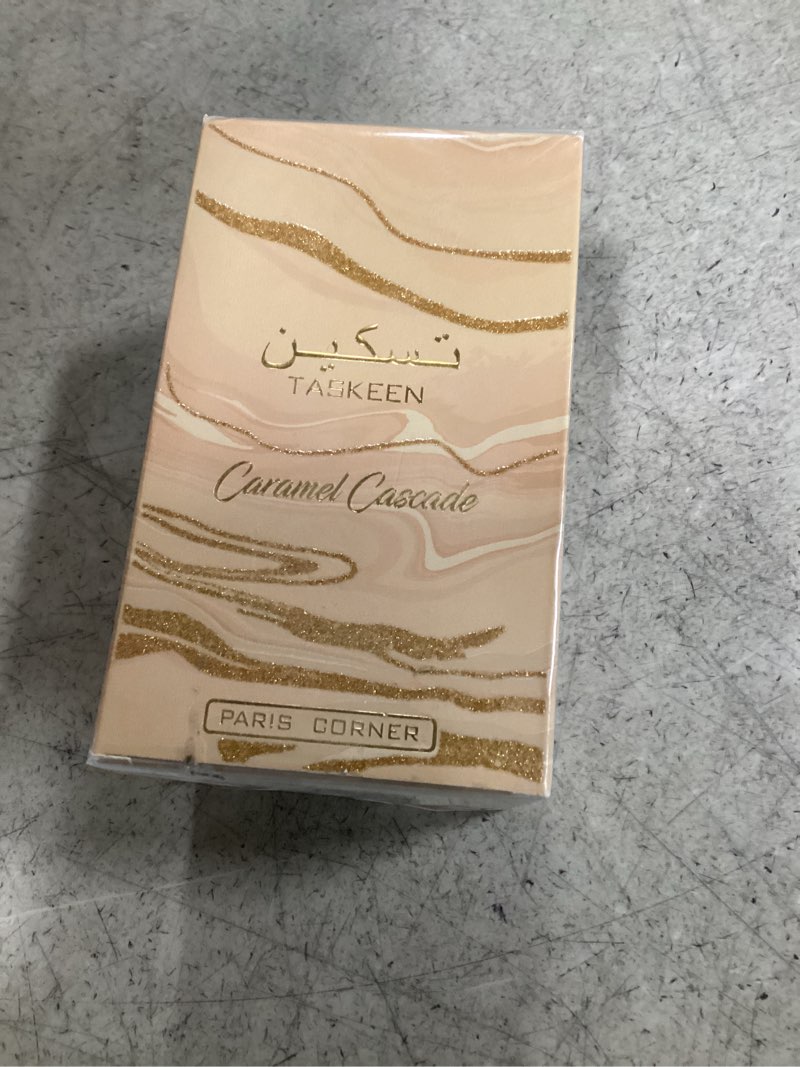 تسكين
TASKEEN
Caramel Cascade
PARIS CORNER